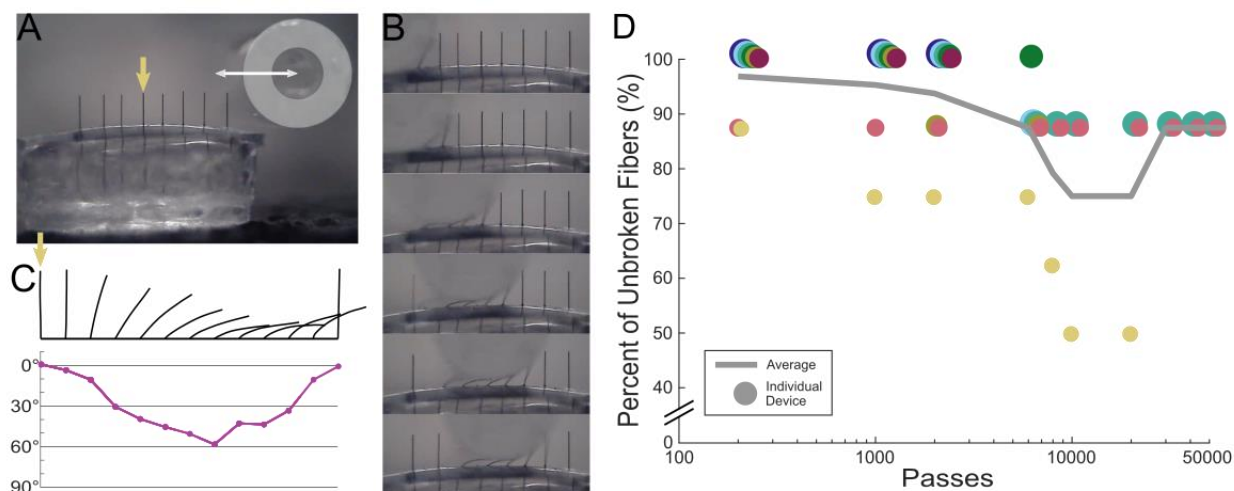 A
B
C
0°
30°
60°
90°
D
Percent of Unbroken Fibers (%)
100
90
80
70
60
50
40
0
Average
Individual
Device
100
1000
10000
50000
Passes